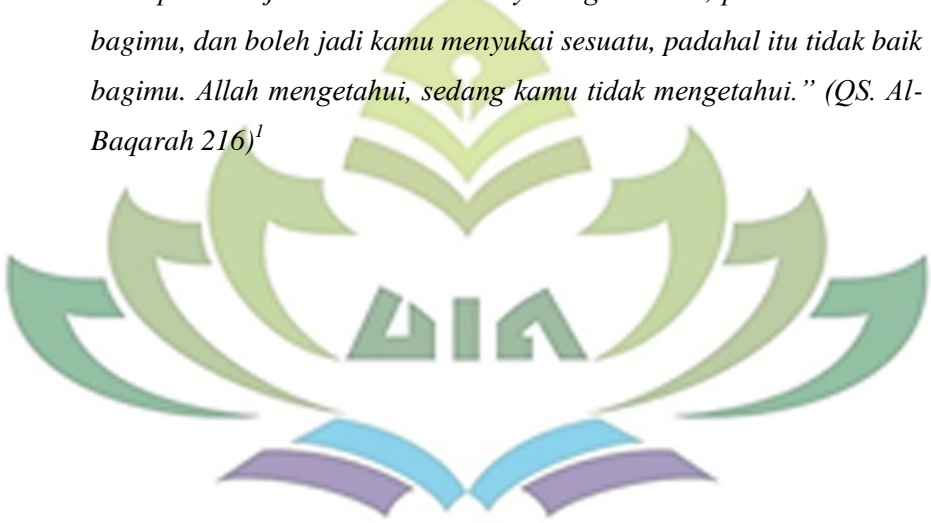 bagimu, dan boleh jadi kamu menyukai sesuatu, padahal itu tidak baik
bagimu. Allah mengetahui, sedang kamu tidak mengetahui.” (QS. Al-
Baqarah 216)¹
UIN